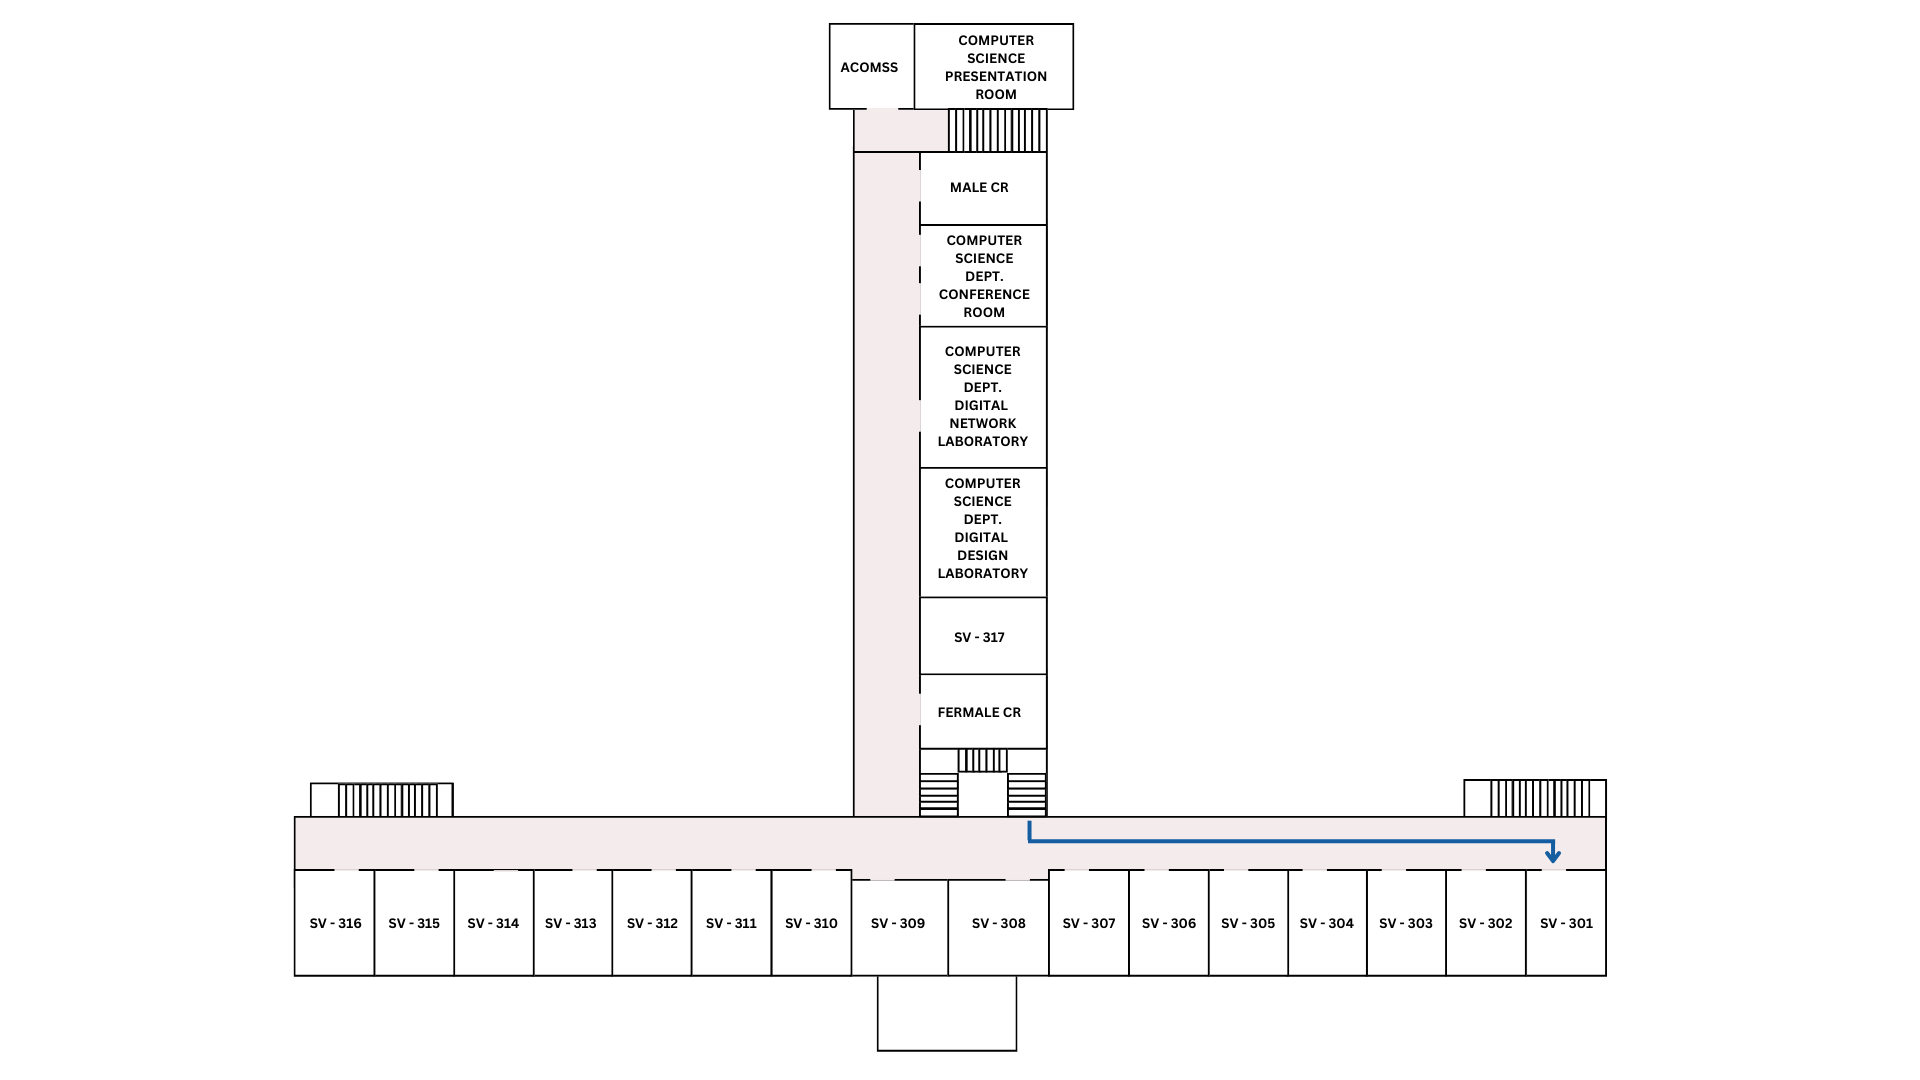 ACOMSS
COMPUTER
SCIENCE
PRESENTATION
ROOM
MALE CR
COMPUTER
SCIENCE
DEPT.
CONFERENCE
ROOM
COMPUTER
SCIENCE
DEPT.
DIGITAL
NETWORK
LABORATORY
COMPUTER
SCIENCE
DEPT.
DIGITAL
DESIGN
LABORATORY
SV - 317
FERMALE CR
SV - 316
SV - 315
SV - 314
SV - 313
SV - 312
SV - 311
SV - 310
SV - 309
SV - 308
SV - 307
SV - 306
SV - 305
SV - 304
SV - 303
SV - 302
SV - 301